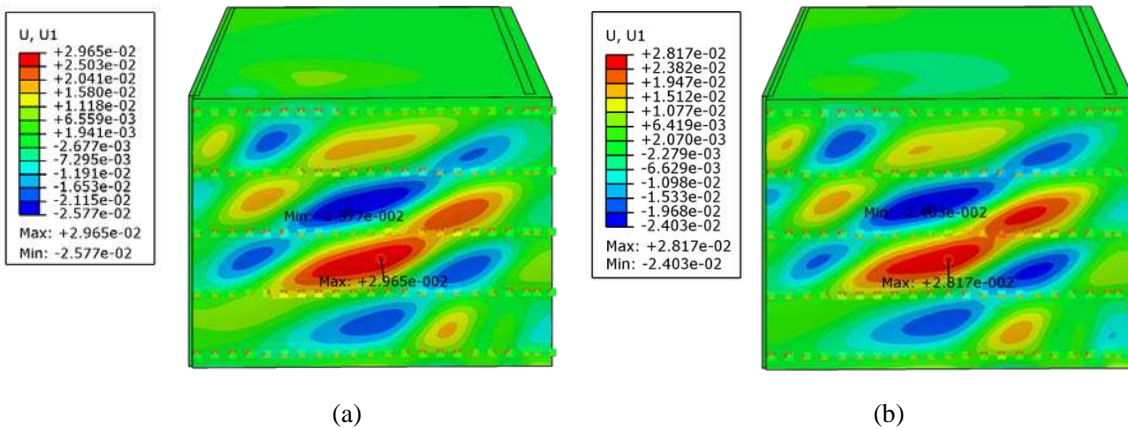 U, U1
+2.965e-02
+2.503e-02
+2.041e-02
+1.580e-02
+1.118e-02
+6.559e-03
+1.941e-03
-2.677e-03
-7.295e-03
-1.191e-02
-1.653e-02
-2.115e-02
-2.577e-02
Max: +2.965e-02
Min: -2.577e-02
Min: -2.577e-002
Max: +2.965e-002
(a)
U, U1
+2.817e-02
+2.382e-02
+1.947e-02
+1.512e-02
+1.077e-02
+6.419e-03
+2.070e-03
-2.279e-03
-6.629e-03
-1.098e-02
-1.533e-02
-1.968e-02
-2.403e-02
Max: +2.817e-02
Min: -2.403e-02
Min: -2.403e-002
Max: +2.817e-002
(b)